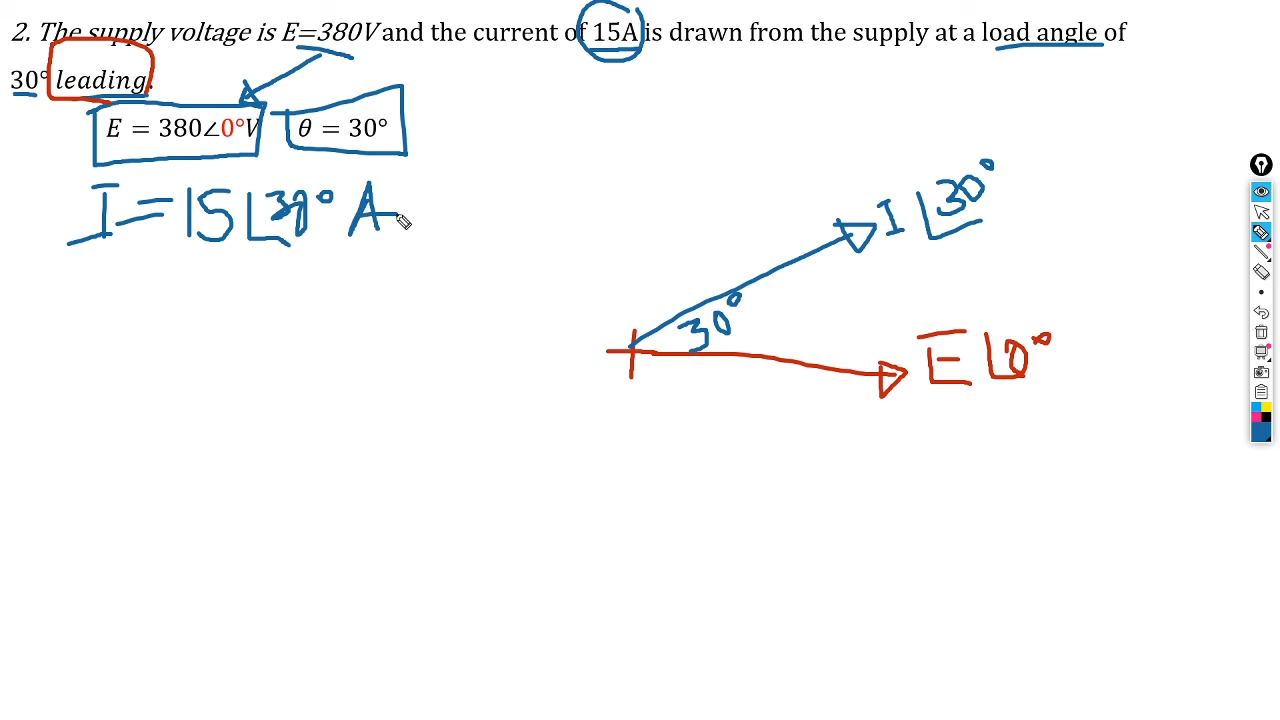 2. The supply voltage is E=380V and the current of 15A is drawn from the supply at a load angle of
30° leading.
E = 380∠0°V θ = 30°
I = 15∠30° A
I ∠30°
30°
E ∠0°